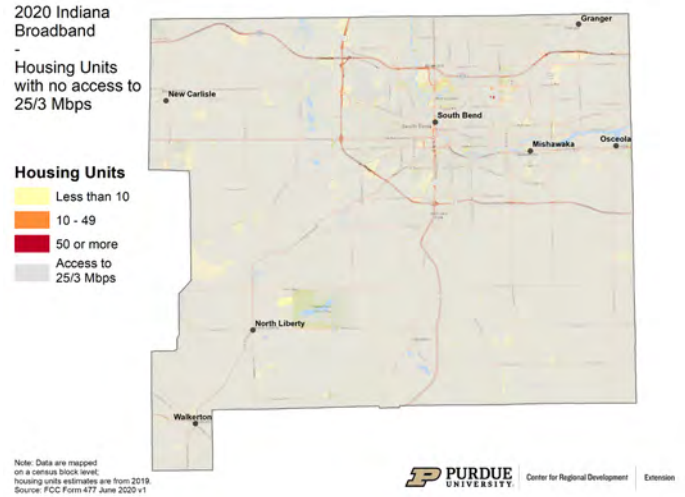 2020 Indiana
Broadband
-
Housing Units
with no access to
25/3 Mbps
Housing Units
Less than 10
10 - 49
50 or more
Access to
25/3 Mbps
Granger
New Carlisle
South Bend
Mishawaka
Osceola
North Liberty
Walkerton
Note: Data are mapped
on a census block level;
housing units estimates are from 2019.
Source: FCC Form 477 June 2020 v1
PURDUE
UNIVERSITY.
Center for Regional Development
Extension